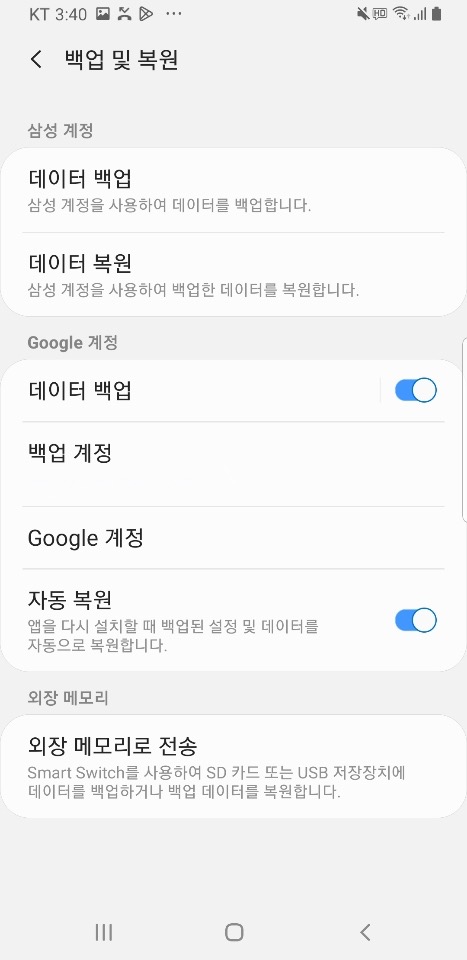 KT 3:40
백업 및 복원
삼성 계정
데이터 백업
삼성 계정을 사용하여 데이터를 백업합니다.
데이터 복원
삼성 계정을 사용하여 백업한 데이터를 복원합니다.
Google 계정
데이터 백업
백업 계정
Google 계정
자동 복원
앱을 다시 설치할 때 백업된 설정 및 데이터를
자동으로 복원합니다.
외장 메모리
외장 메모리로 전송
Smart Switch를 사용하여 SD 카드 또는 USB 저장장치에
데이터를 백업하거나 백업 데이터를 복원합니다.